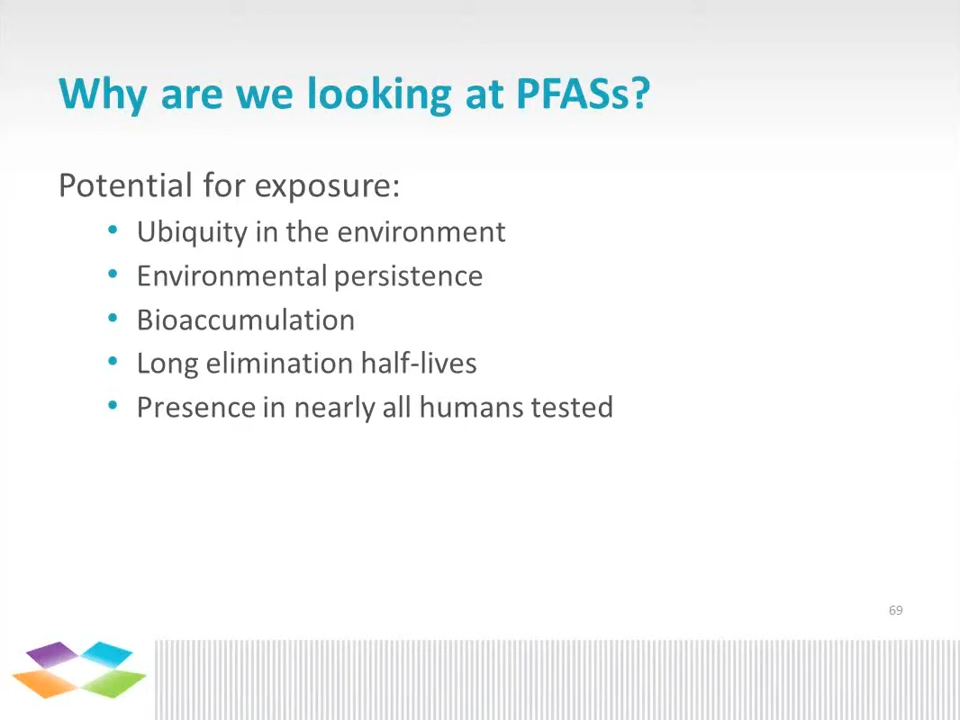 Why are we looking at PFASs?
Potential for exposure:
• Ubiquity in the environment
• Environmental persistence
• Bioaccumulation
• Long elimination half-lives
• Presence in nearly all humans tested
69